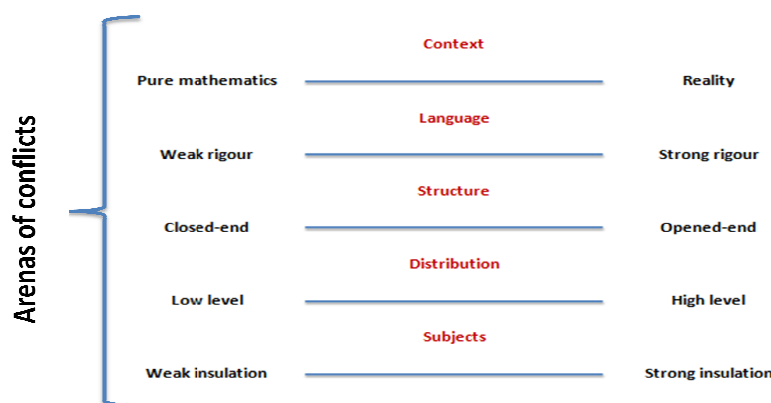 Arenas of conflicts
Context
Pure mathematics Reality
Language
Weak rigour Strong rigour
Structure
Closed-end Opened-end
Distribution
Low level High level
Subjects
Weak insulation Strong insulation